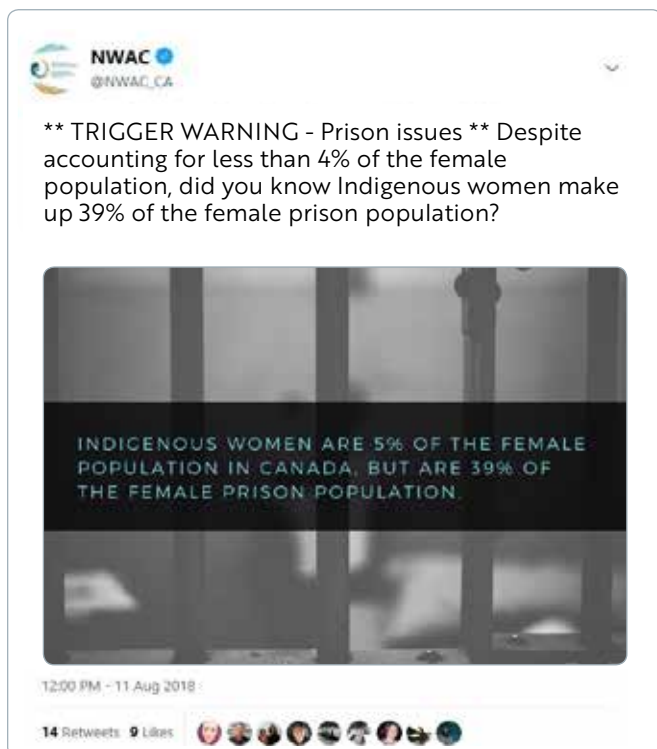 NWAC
@NWAC_CA
** TRIGGER WARNING - Prison issues ** Despite
accounting for less than 4% of the female
population, did you know Indigenous women make
up 39% of the female prison population?
INDIGENOUS WOMEN ARE 5% OF THE FEMALE
POPULATION IN CANADA, BUT ARE 39% OF
THE FEMALE PRISON POPULATION.
12:00 PM - 11 Aug 2018
14 Retweets 9 Likes